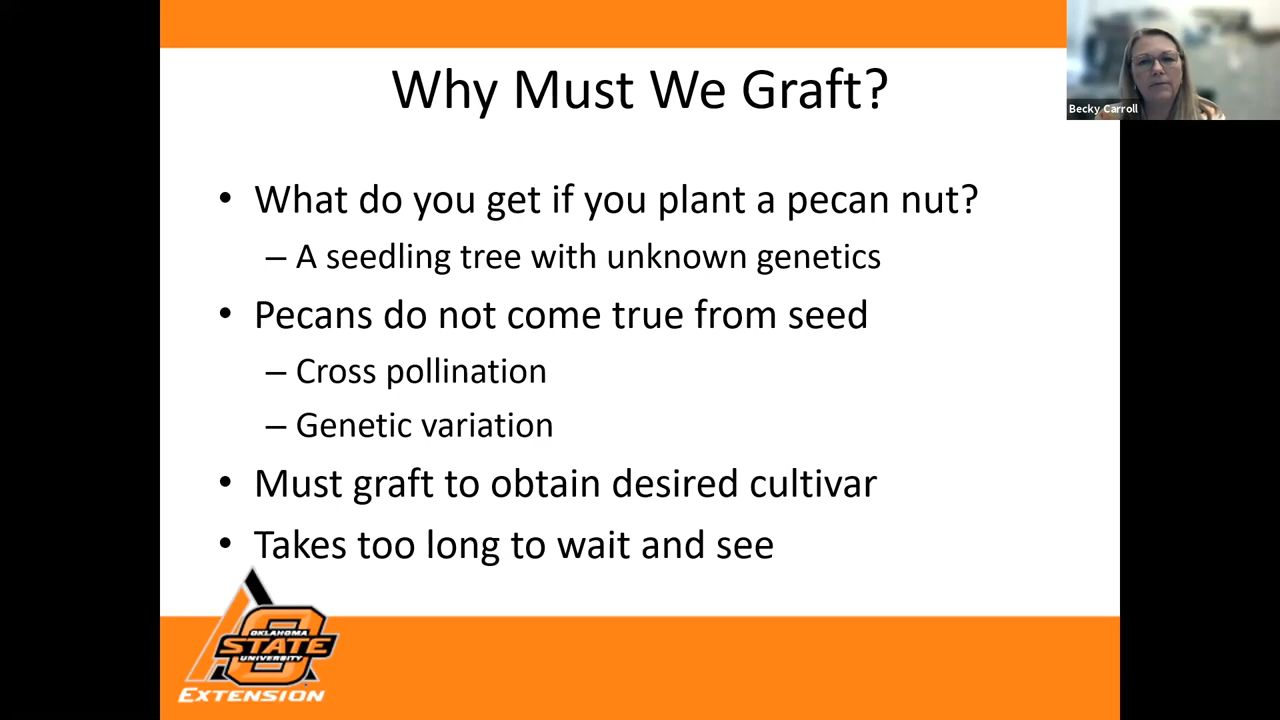 Why Must We Graft?
Becky Carroll
• What do you get if you plant a pecan nut?
– A seedling tree with unknown genetics
• Pecans do not come true from seed
– Cross pollination
– Genetic variation
• Must graft to obtain desired cultivar
• Takes too long to wait and see
OKLAHOMA
STATE
UNIVERSITY
EXTENSION